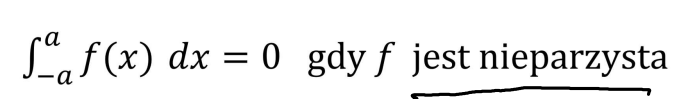 ∫_{-a}^{a} f(x) dx = 0 gdy f jest nieparzysta